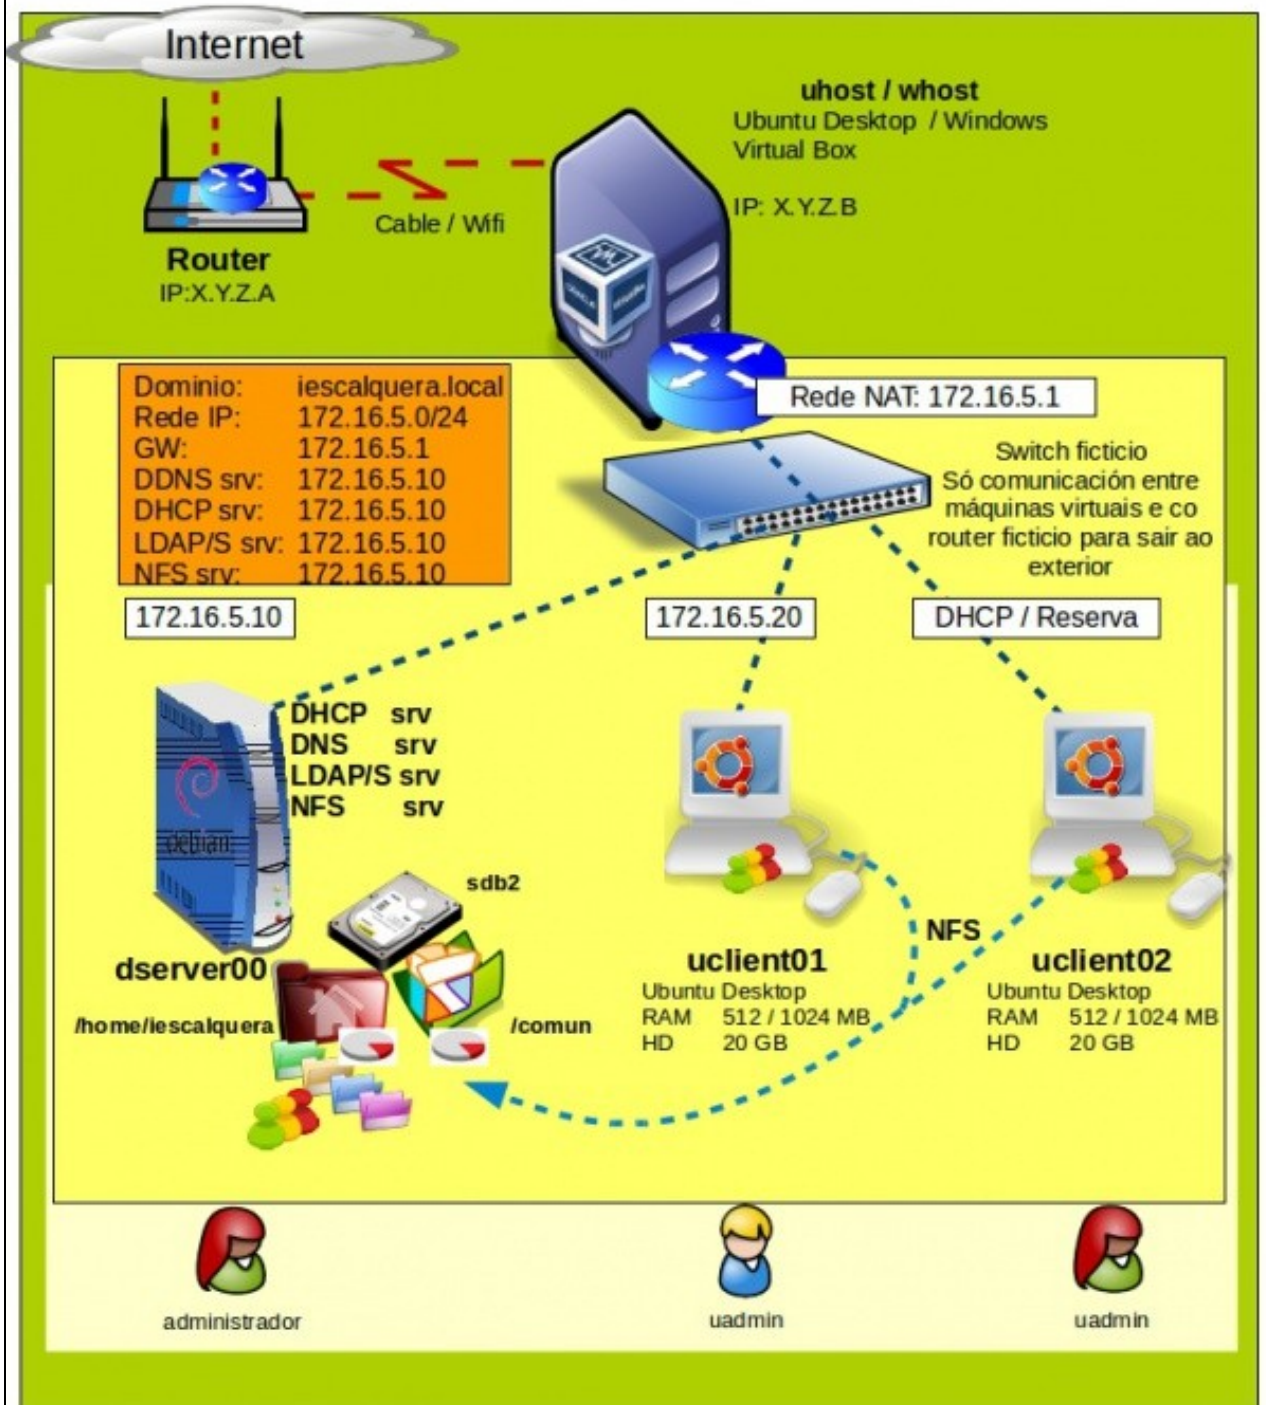 Internet
uhost / whost
Ubuntu Desktop / Windows
Virtual Box
IP: X.Y.Z.B
Cable / Wifi
Router
IP:X.Y.Z.A
Dominio: iescalquera.local
Rede IP: 172.16.5.0/24
GW: 172.16.5.1
DDNS srv: 172.16.5.10
DHCP srv: 172.16.5.10
LDAP/S srv: 172.16.5.10
NFS srv: 172.16.5.10
Rede NAT: 172.16.5.1
Switch ficticio
Só comunicación entre
máquinas virtuais e co
router ficticio para sair ao
exterior
172.16.5.10
172.16.5.20
DHCP / Reserva
DHCP srv
DNS srv
LDAP/S srv
NFS srv
debian
sdb2
dserver00
/home/iescalquera
/comun
NFS
uclient01
Ubuntu Desktop
RAM 512 / 1024 MB
HD 20 GB
uclient02
Ubuntu Desktop
RAM 512 / 1024 MB
HD 20 GB
administrador
uadmin
uadmin